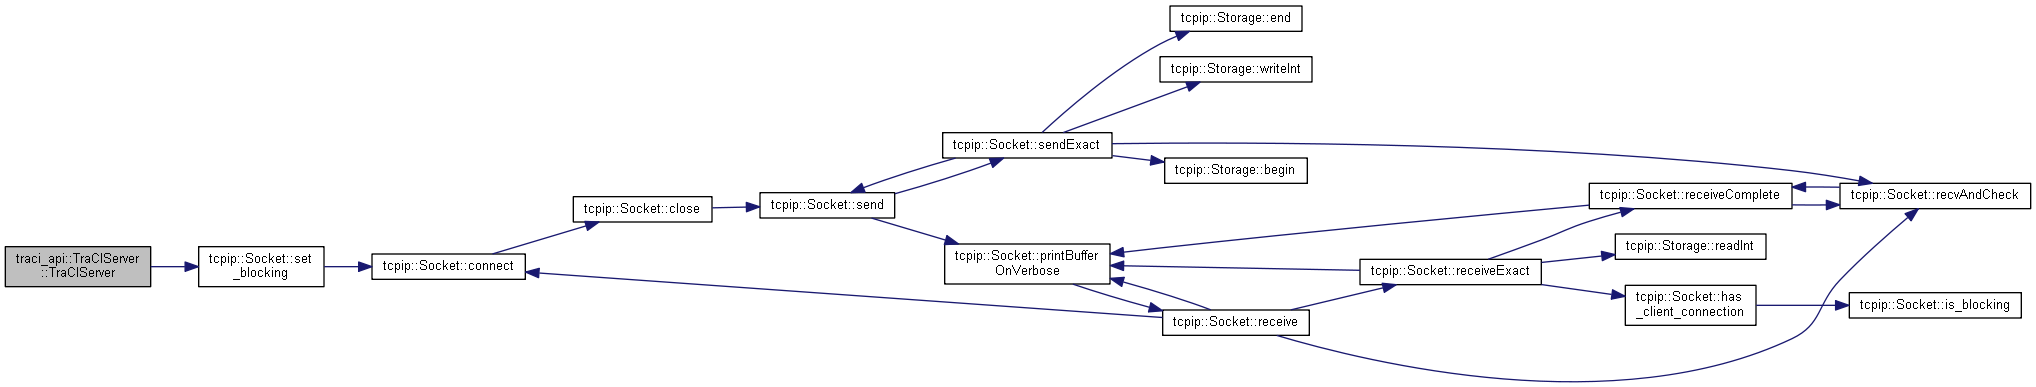 tcpip::Storage::end
tcpip::Storage::writeInt
tcpip::Socket::sendExact
tcpip::Storage::begin
tcpip::Socket::receiveComplete
tcpip::Socket::recvAndCheck
tcpip::Socket::close
tcpip::Socket::send
traci_api::TraCIServer
::TraCIServer
tcpip::Socket::set
_blocking
tcpip::Socket::connect
tcpip::Socket::printBuffer
OnVerbose
tcpip::Storage::readInt
tcpip::Socket::receiveExact
tcpip::Socket::has
_client_connection
tcpip::Socket::is_blocking
tcpip::Socket::receive